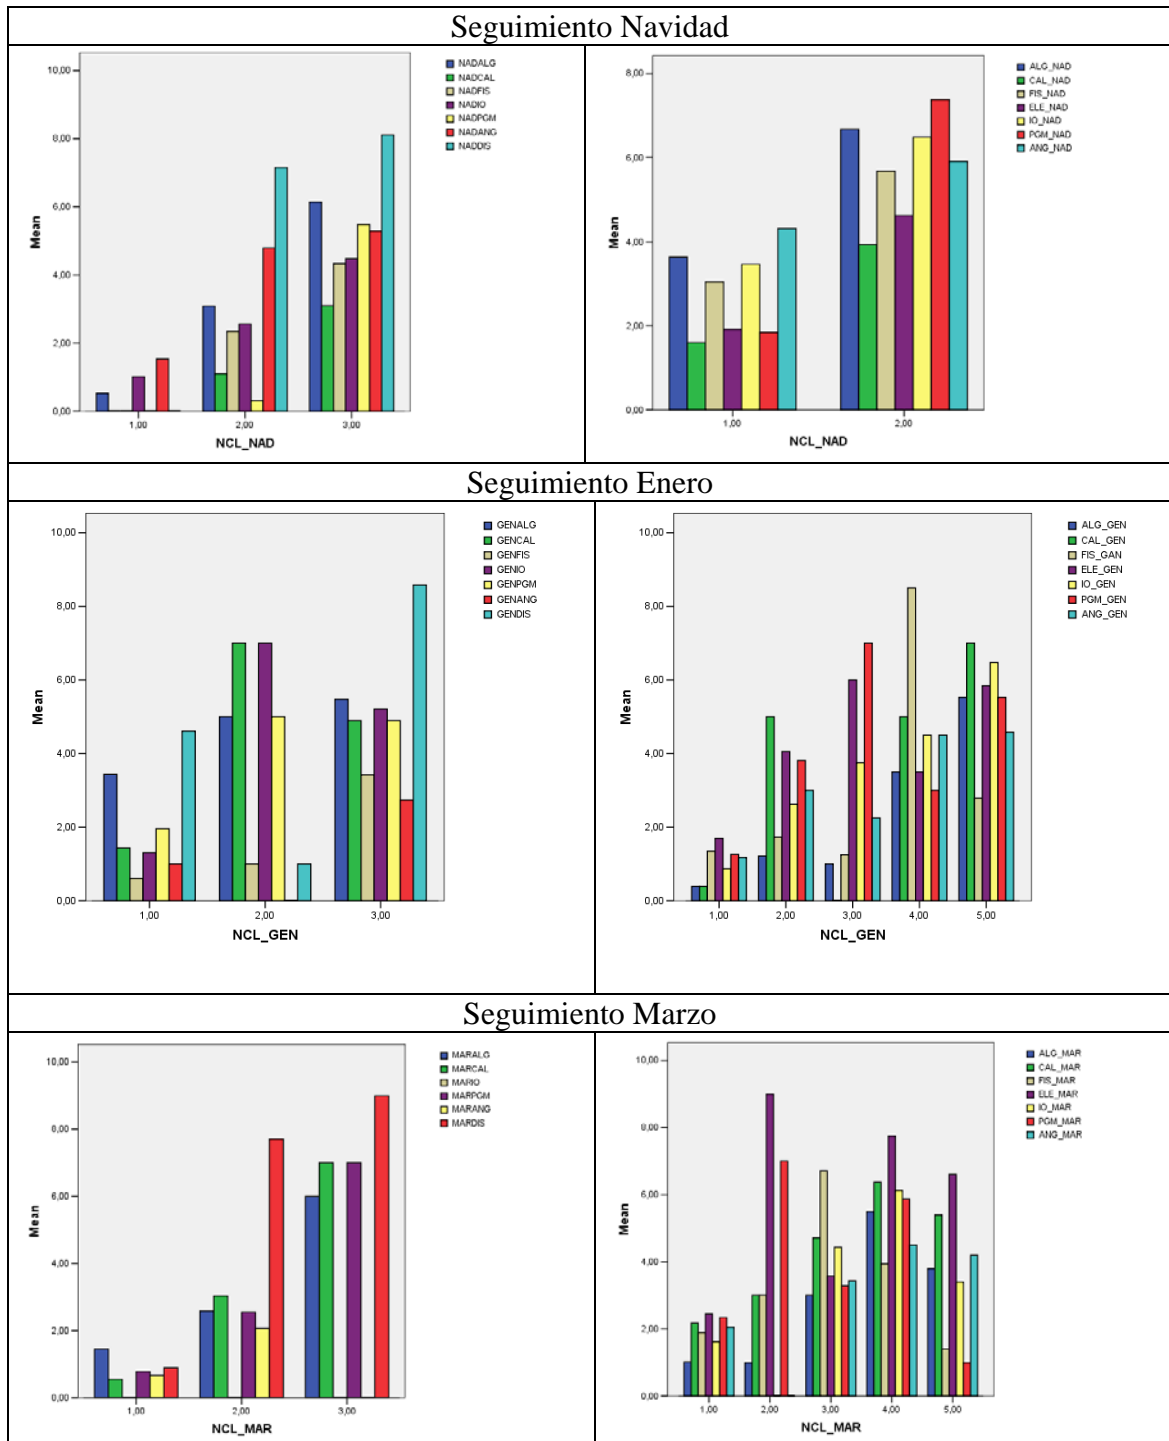 Seguimiento Navidad
10,00
8,00
6,00
4,00
2,00
0,00
Mean
1,00 2,00 3,00
NCL_NAD
NADALG
NADCAL
NADFIS
NADIO
NADPGM
NADANG
NADDIS
8,00
6,00
4,00
2,00
0,00
Mean
1,00 2,00
NCL_NAD
ALG_NAD
CAL_NAD
FIS_NAD
ELE_NAD
IO_NAD
PGM_NAD
ANG_NAD
Seguimiento Enero
10,00
8,00
6,00
4,00
2,00
0,00
Mean
1,00 2,00 3,00
NCL_GEN
GENALG
GENCAL
GENFIS
GENIO
GENPGM
GENANG
GENDIS
10,00
8,00
6,00
4,00
2,00
0,00
Mean
1,00 2,00 3,00 4,00 5,00
NCL_GEN
ALG_GEN
CAL_GEN
FIS_GAN
ELE_GEN
IO_GEN
PGM_GEN
ANG_GEN
Seguimiento Marzo
10,00
8,00
6,00
4,00
2,00
0,00
Mean
1,00 2,00 3,00
NCL_MAR
MARALG
MARCAL
MARIO
MARPGM
MARANG
MARDIS
10,00
8,00
6,00
4,00
2,00
0,00
Mean
1,00 2,00 3,00 4,00 5,00
NCL_MAR
ALG_MAR
CAL_MAR
FIS_MAR
ELE_MAR
IO_MAR
PGM_MAR
ANG_MAR